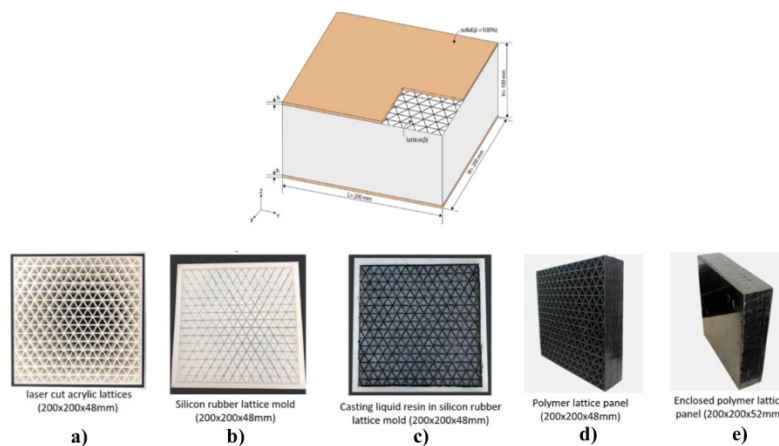 solid(ρ̄ =100%)
H= 100 mm
h
lattice(ρ̄)
h
L= 200 mm
W= 200 mm
Z
X
Y
laser cut acrylic lattices
(200x200x48mm)
a)
Silicon rubber lattice mold
(200x200x48mm)
b)
Casting liquid resin in silicon rubber
lattice mold (200x200x48mm)
c)
Polymer lattice panel
(200x200x48mm)
d)
Enclosed polymer lattic
panel (200x200x52mm
e)